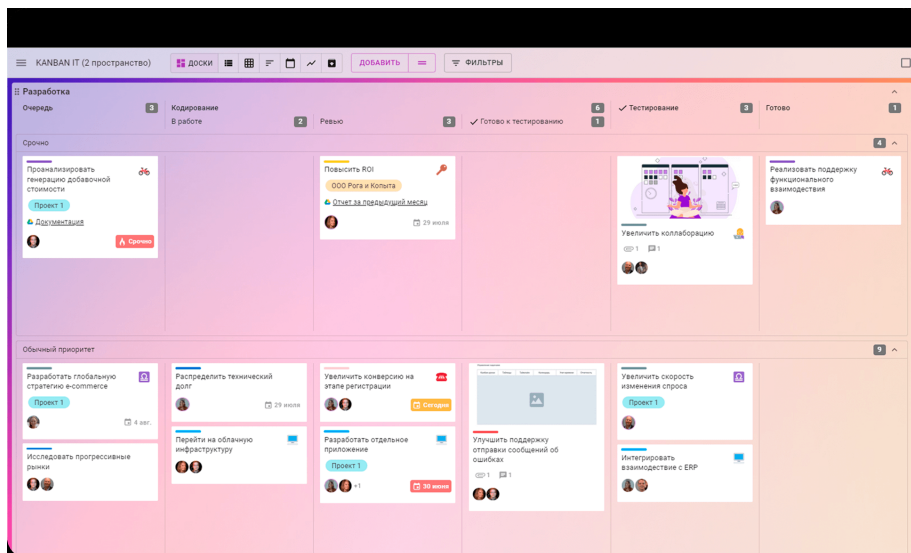 KANBAN IT (2 пространство)
ДОСКИ
ДОБАВИТЬ
ФИЛЬТРЫ
Разработка
Очередь 3
Кодирование 6
Тестирование 3
Готово 1
В работе 2
Ревью 3
Готово к тестированию 1
Срочно 4
Проанализировать
генерацию добавочной
стоимости
Проект 1
Документация
Срочно
Повысить ROI
ООО Рога и Копыта
Отчет за предыдущий месяц
29 июля
Увеличить коллаборацию
1 1
Реализовать поддержку
функционального
взаимодествия
Обычный приоритет 9
Разработать глобальную
стратегию e-commerce
Проект 1
4 авг.
Исследовать прогрессивные
рынки
Распределить технический
долг
29 июля
Перейти на облачную
инфраструктуру
Увеличить конверсию на
этапе регистрации
Сегодня
Разработать отдельное
приложение
Проект 1
+1
30 июня
Улучшить поддержку
отправки сообщений об
ошибках
1 1
Увеличить скорость
изменения спроса
Проект 1
Интегрировать
взаимодествие с ERP